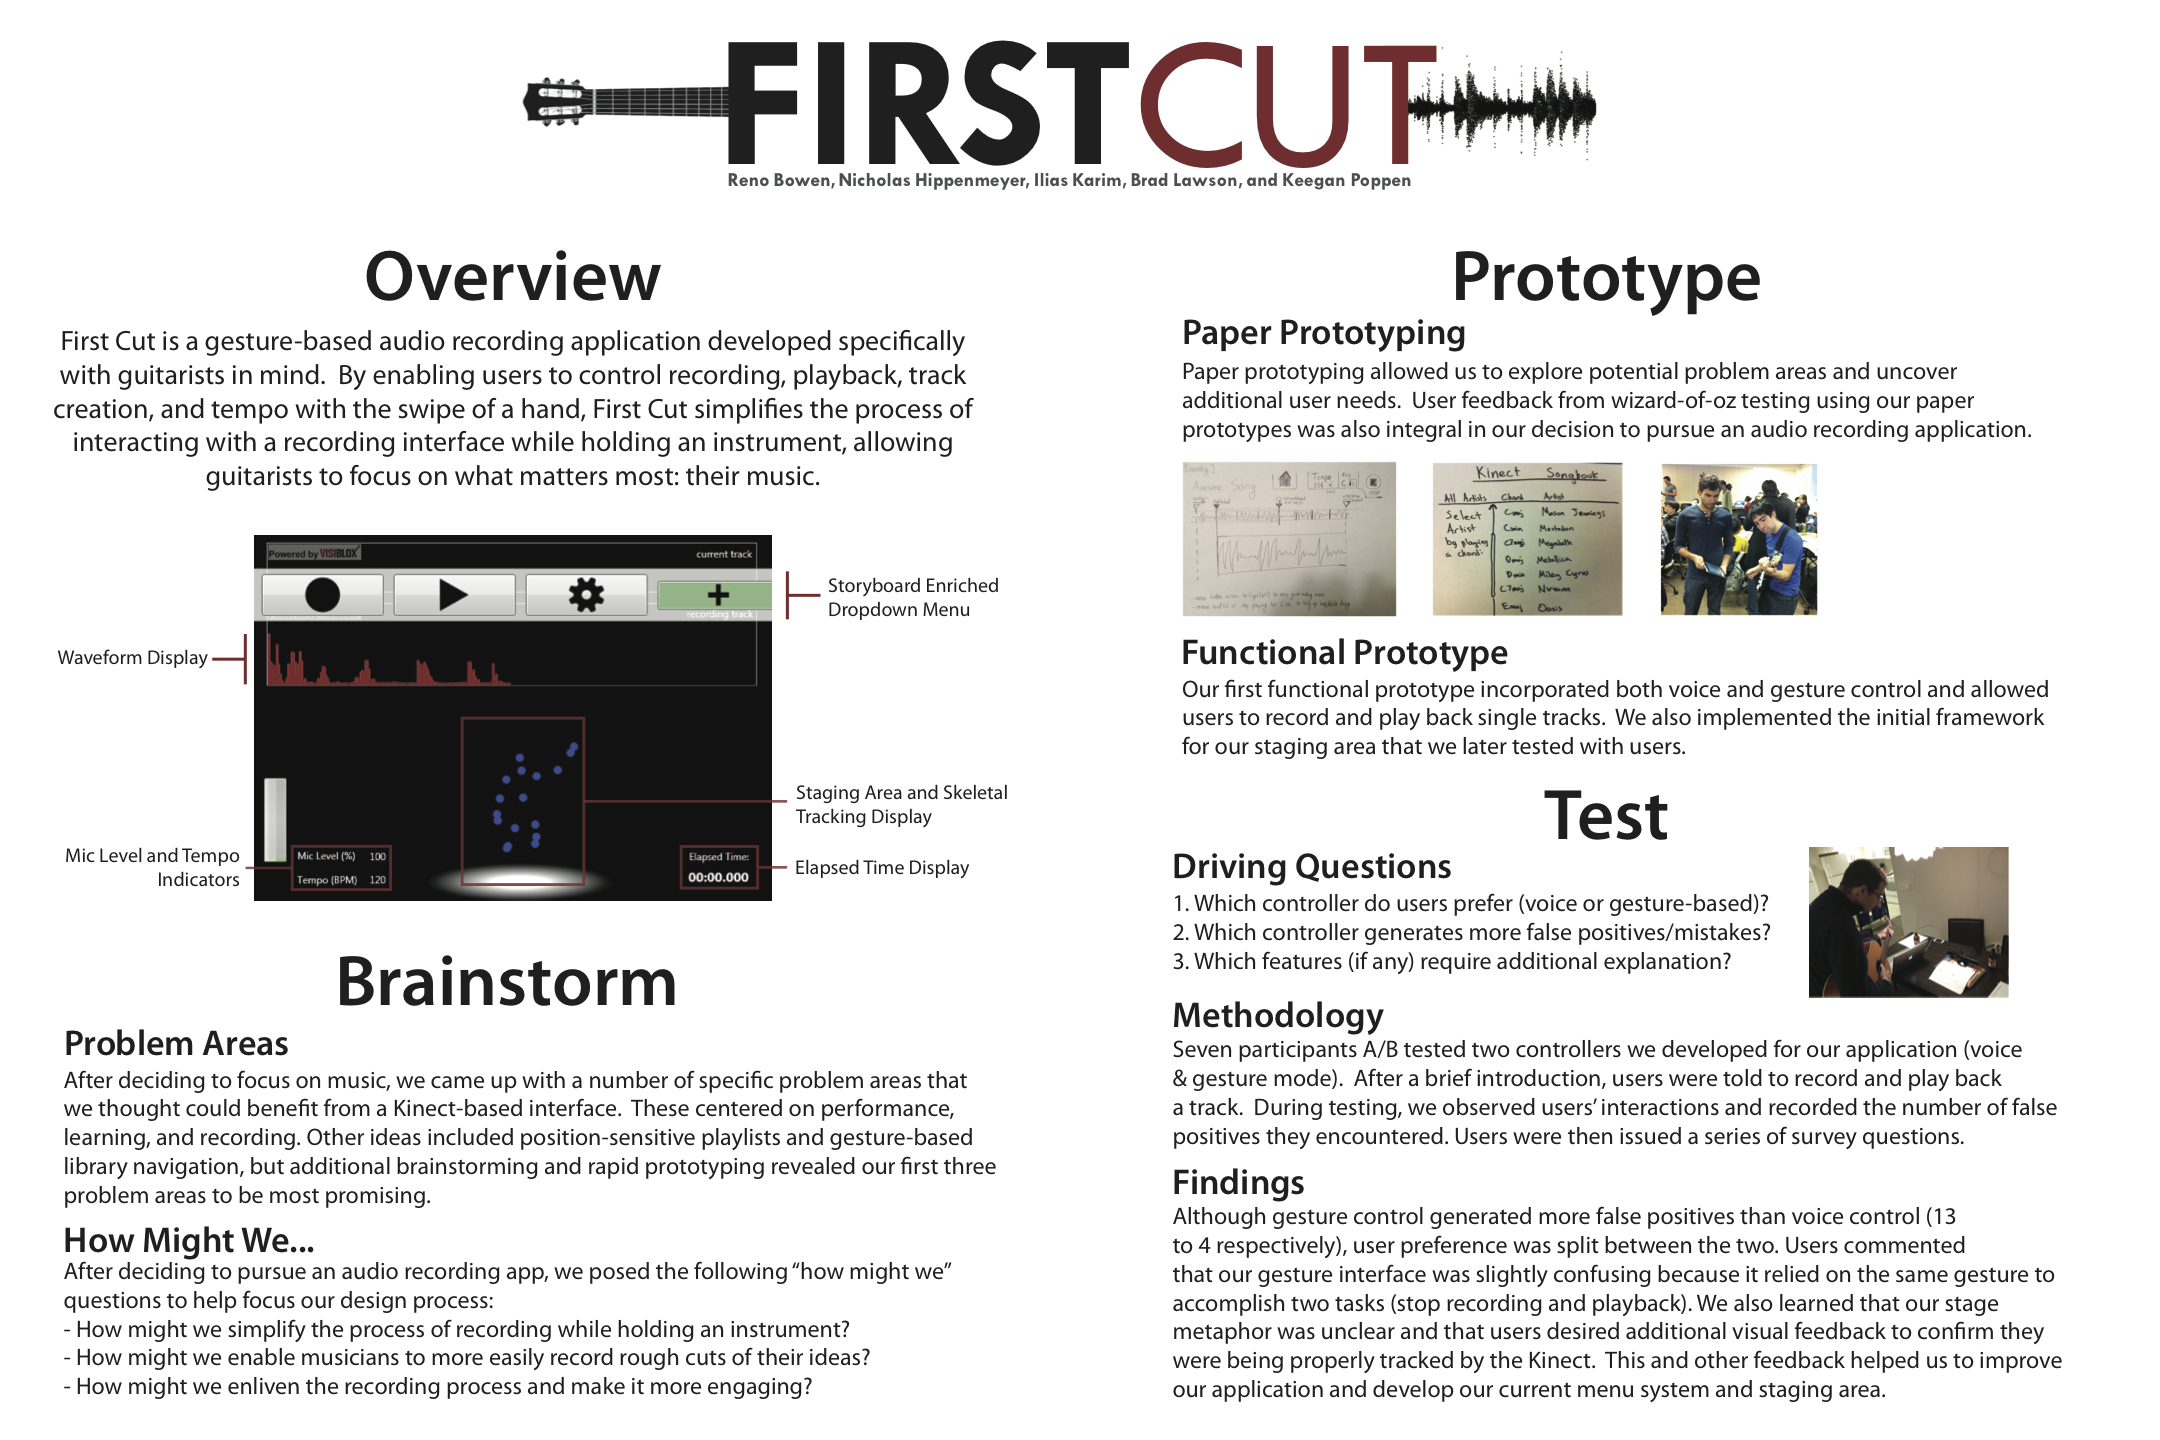 FIRSTCUT
Reno Bowen, Nicholas Hippenmeyer, Ilias Karim, Brad Lawson, and Keegan Poppen
Overview
First Cut is a gesture-based audio recording application developed specifically
with guitarists in mind.  By enabling users to control recording, playback, track
creation, and tempo with the swipe of a hand, First Cut simplifies the process of
interacting with a recording interface while holding an instrument, allowing
guitarists to focus on what matters most: their music.
Powered by VISIBLOX
current track
recording track
Storyboard Enriched
Dropdown Menu
Waveform Display
Staging Area and Skeletal
Tracking Display
Mic Level and Tempo
Indicators
Mic Level (%) 100
Tempo (BPM) 120
Elapsed Time:
00:00.000
Elapsed Time Display
Brainstorm
Problem Areas
After deciding to focus on music, we came up with a number of specific problem areas that
we thought could benefit from a Kinect-based interface.  These centered on performance,
learning, and recording. Other ideas included position-sensitive playlists and gesture-based
library navigation, but additional brainstorming and rapid prototyping revealed our first three
problem areas to be most promising.
How Might We...
After deciding to pursue an audio recording app, we posed the following “how might we”
questions to help focus our design process:
- How might we simplify the process of recording while holding an instrument?
- How might we enable musicians to more easily record rough cuts of their ideas?
- How might we enliven the recording process and make it more engaging?
Prototype
Paper Prototyping
Paper prototyping allowed us to explore potential problem areas and uncover
additional user needs.  User feedback from wizard-of-oz testing using our paper
prototypes was also integral in our decision to pursue an audio recording application.
Awesome Song
Kinect Songbook
All Artists Chord Artist
Select
Artist
by playing
a chord:
Cmaj Mason Jennings
Cmin Mastodon
C7maj Megadeth
Dmaj Metallica
Dmin Miley Cyrus
C7maj Nirvana
Emaj Oasis
Functional Prototype
Our first functional prototype incorporated both voice and gesture control and allowed
users to record and play back single tracks.  We also implemented the initial framework
for our staging area that we later tested with users.
Test
Driving Questions
1. Which controller do users prefer (voice or gesture-based)?
2. Which controller generates more false positives/mistakes?
3. Which features (if any) require additional explanation?
Methodology
Seven participants A/B tested two controllers we developed for our application (voice
& gesture mode).  After a brief introduction, users were told to record and play back
a track.  During testing, we observed users’ interactions and recorded the number of false
positives they encountered. Users were then issued a series of survey questions.
Findings
Although gesture control generated more false positives than voice control (13
to 4 respectively), user preference was split between the two. Users commented
that our gesture interface was slightly confusing because it relied on the same gesture to
accomplish two tasks (stop recording and playback). We also learned that our stage
metaphor was unclear and that users desired additional visual feedback to confirm they
were being properly tracked by the Kinect.  This and other feedback helped us to improve
our application and develop our current menu system and staging area.